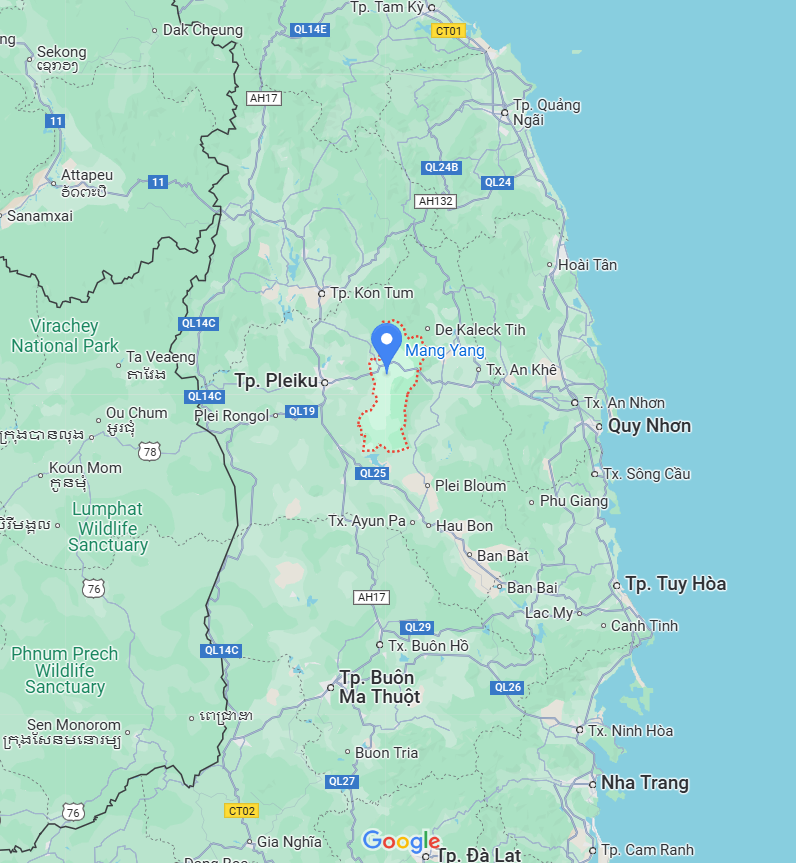 Tp. Tam Kỳ
Dak Cheung
QL14E
CT01
ng
Sekong
ເຊກອງ
AH17
Tp. Quảng
Ngãi
11
QL24B
Attapeu
ອັດຕະປື
11
QL24
AH132
Sanamxai
Hoài Tân
Tp. Kon Tum
QL14C
Virachey
National Park
De Kaleck Tih
Mang Yang
Ta Veaeng
តាវែង
Tx. An Khê
Tp. Pleiku
QL14C
Tx. An Nhơn
Ou Chum
អូរជុំ
Plei Rongol
QL19
Quy Nhơn
ក្រុងបានលុង
78
Koun Mom
កូនមុំ
QL25
Tx. Sông Cầu
Plei Bloum
Phu Giang
Lumphat
Wildlife
Sanctuary
Tx. Ayun Pa
Hau Bon
Ban Bat
76
Ban Bai
Tp. Tuy Hòa
AH17
Lac My
QL29
Canh Tinh
QL14C
Tx. Buôn Hồ
Phnum Prech
Wildlife
Sanctuary
Tp. Buôn
Ma Thuột
QL26
Sen Monorom
ក្រុងសែនមនោរម្យ
ពេជ្រាដា
Tx. Ninh Hòa
Buon Tria
QL27
Nha Trang
76
CT02
Gia Nghĩa
Google
Tp. Đà Lạt
Tp. Cam Ranh